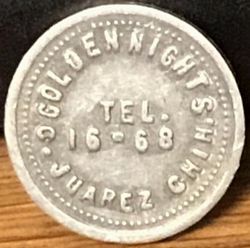 GOLDEN NIGHTS
TEL.
16-68
JUAREZ CHIH.